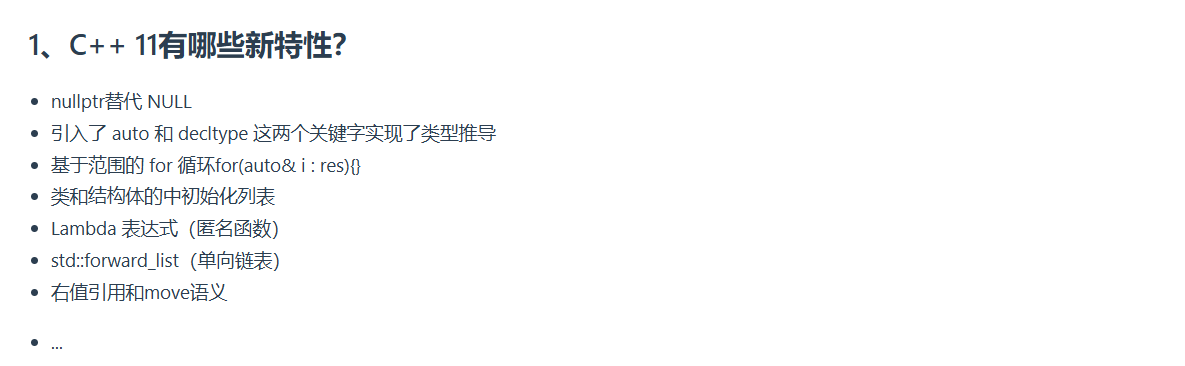 1、C++ 11有哪些新特性?
• nullptr替代 NULL
• 引入了 auto 和 decltype 这两个关键字实现了类型推导
• 基于范围的 for 循环for(auto& i : res){}
• 类和结构体的中初始化列表
• Lambda 表达式（匿名函数）
• std::forward_list（单向链表）
• 右值引用和move语义
• ...